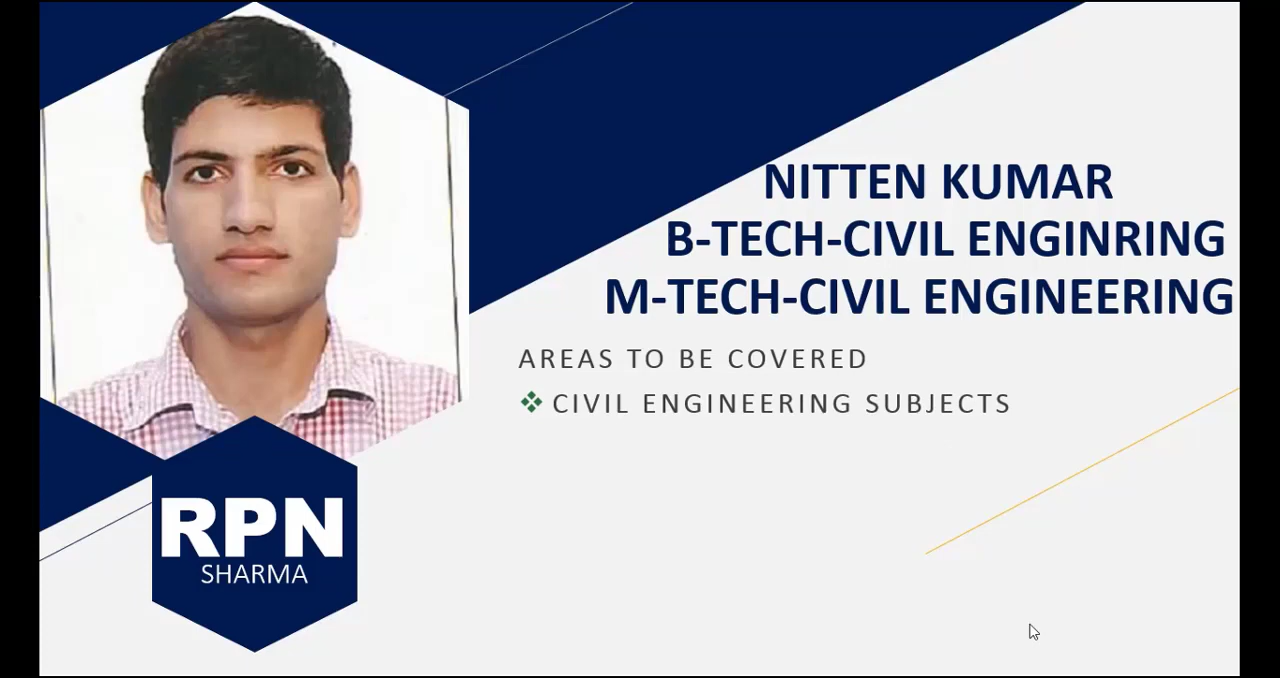 NITTEN KUMAR
B-TECH-CIVIL ENGINRING
M-TECH-CIVIL ENGINEERING
AREAS TO BE COVERED
CIVIL ENGINEERING SUBJECTS
RPN
SHARMA